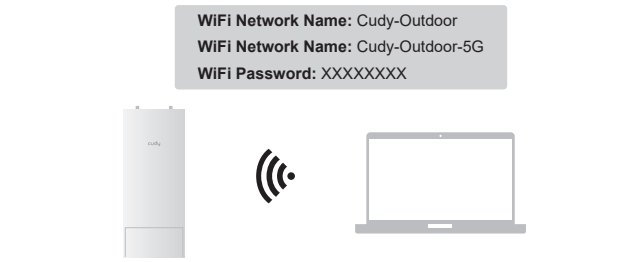 WiFi Network Name: Cudy-Outdoor
WiFi Network Name: Cudy-Outdoor-5G
WiFi Password: XXXXXXXX
cudy